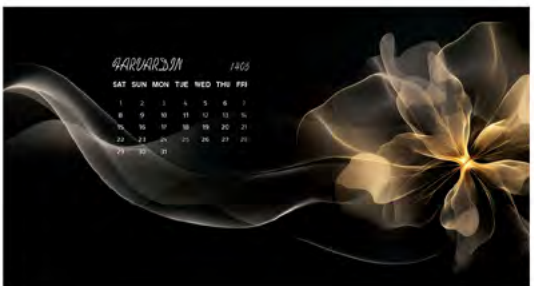 FARVARDIN 1405
SAT SUN MON TUE WED THU FRI
1 2 3 4 5 6 7
8 9 10 11 12 13 14
15 16 17 18 19 20 21
22 23 24 25 26 27 28
29 30 31